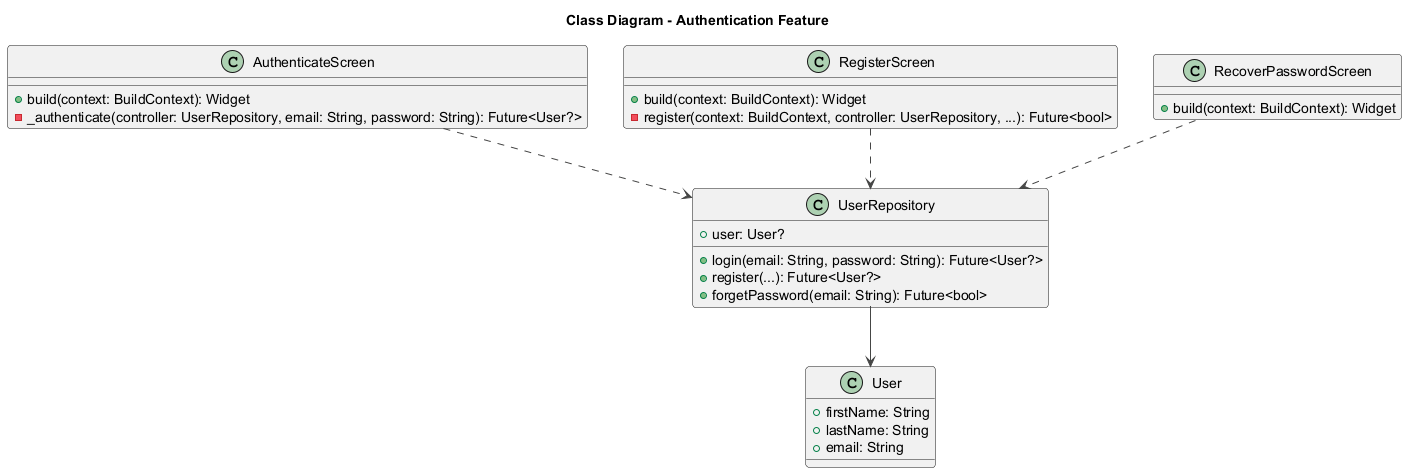 Class Diagram - Authentication Feature
C AuthenticateScreen
build(context: BuildContext): Widget
_authenticate(controller: UserRepository, email: String, password: String): Future<User?>
C RegisterScreen
build(context: BuildContext): Widget
register(context: BuildContext, controller: UserRepository, ...): Future<bool>
C RecoverPasswordScreen
build(context: BuildContext): Widget
C UserRepository
user: User?
login(email: String, password: String): Future<User?>
register(...): Future<User?>
forgetPassword(email: String): Future<bool>
C User
firstName: String
lastName: String
email: String